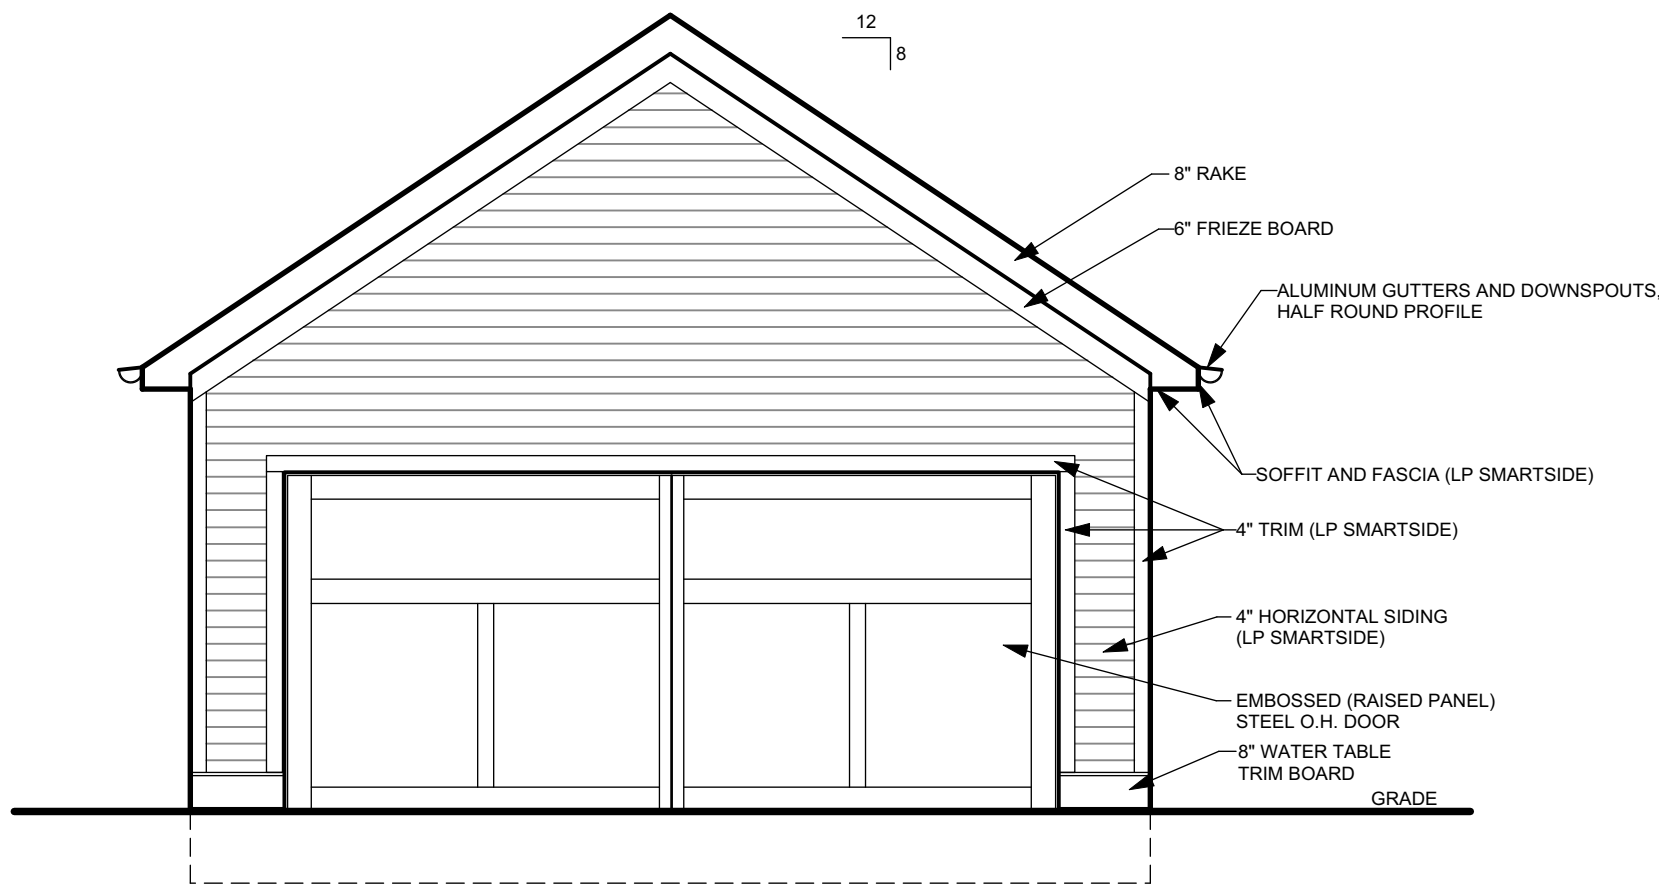 12
8
8" RAKE
6" FRIEZE BOARD
ALUMINUM GUTTERS AND DOWNSPOUTS,
HALF ROUND PROFILE
SOFFIT AND FASCIA (LP SMARTSIDE)
4" TRIM (LP SMARTSIDE)
4" HORIZONTAL SIDING
(LP SMARTSIDE)
EMBOSSED (RAISED PANEL)
STEEL O.H. DOOR
8" WATER TABLE
TRIM BOARD
GRADE